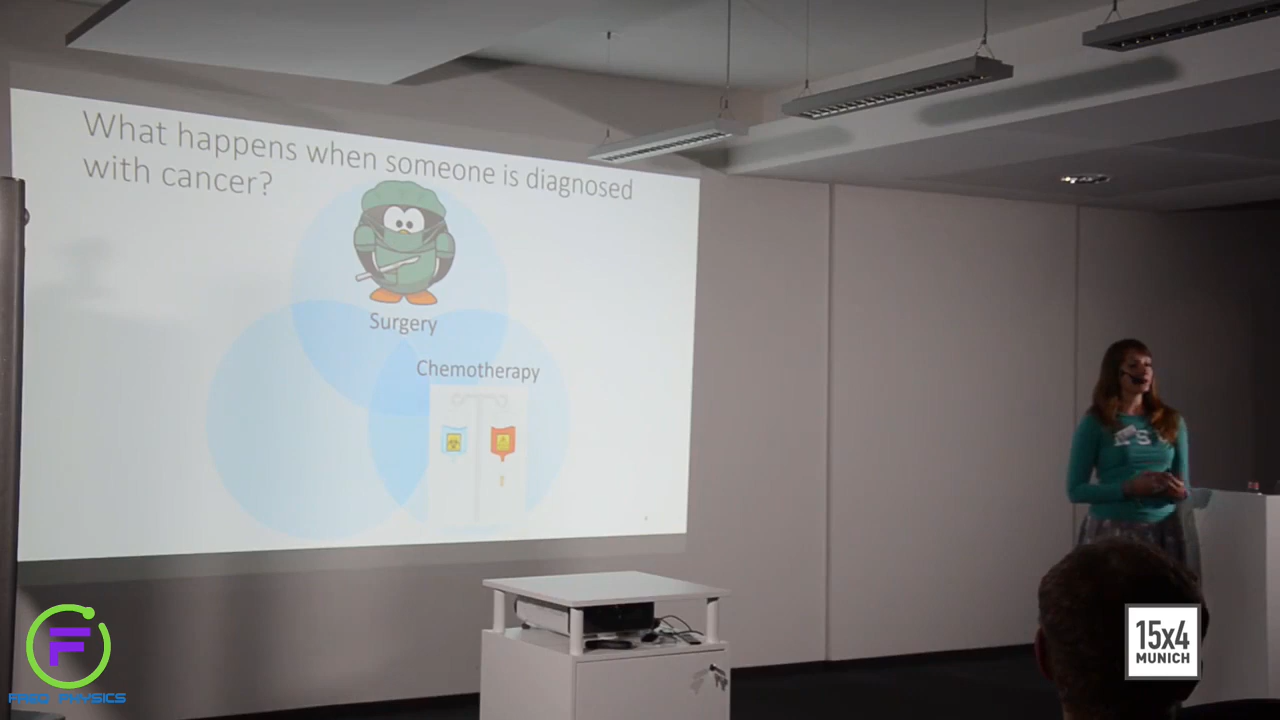 What happens when someone is diagnosed
with cancer?
Surgery
Chemotherapy
F
FRED PHYSICS
15x4
MUNICH